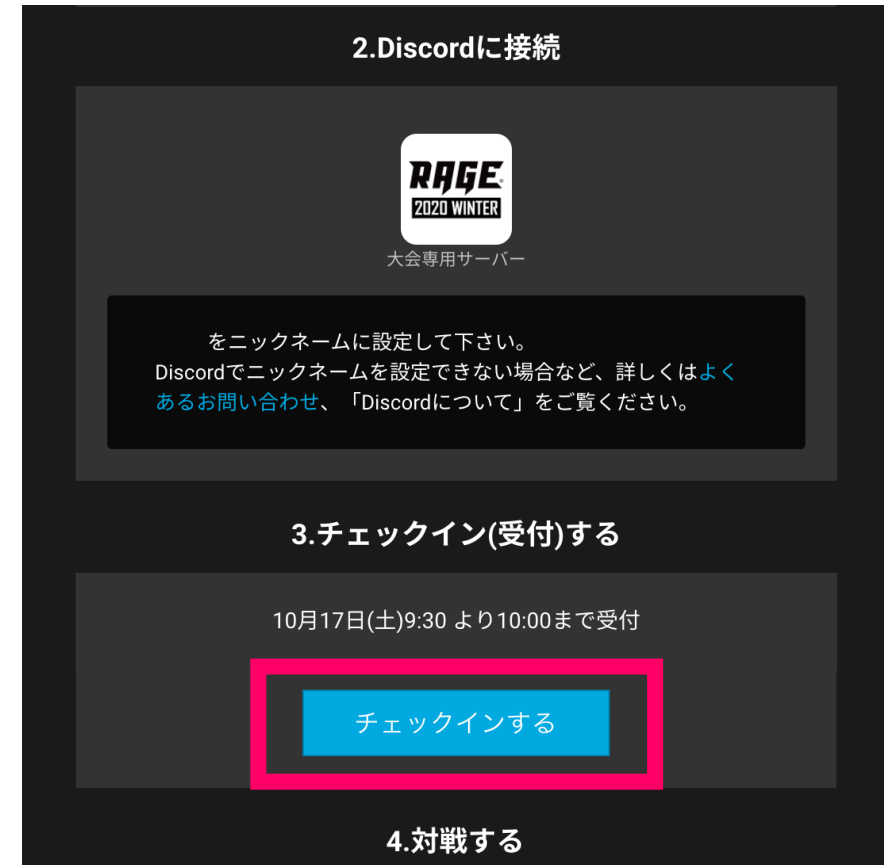 2.Discordに接続
RAGE
2020 WINTER
大会専用サーバー
をニックネームに設定して下さい。
Discordでニックネームを設定できない場合など、詳しくはよく
あるお問い合わせ、「Discordについて」をご覧ください。
3.チェックイン(受付)する
10月17日(土)9:30 より10:00まで受付
チェックインする
4.対戦する